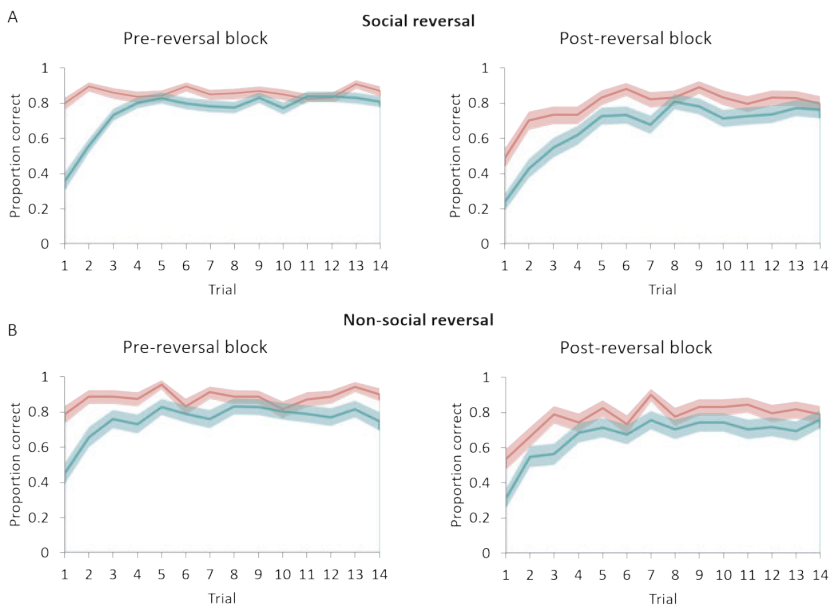 A
Social reversal
Pre-reversal block
Post-reversal block
Proportion correct
1
0.8
0.6
0.4
0.2
0
1 2 3 4 5 6 7 8 9 10 11 12 13 14
Trial
Proportion correct
1
0.8
0.6
0.4
0.2
0
1 2 3 4 5 6 7 8 9 10 11 12 13 14
Trial
B
Non-social reversal
Pre-reversal block
Post-reversal block
Proportion correct
1
0.8
0.6
0.4
0.2
0
1 2 3 4 5 6 7 8 9 10 11 12 13 14
Trial
Proportion correct
1
0.8
0.6
0.4
0.2
0
1 2 3 4 5 6 7 8 9 10 11 12 13 14
Trial